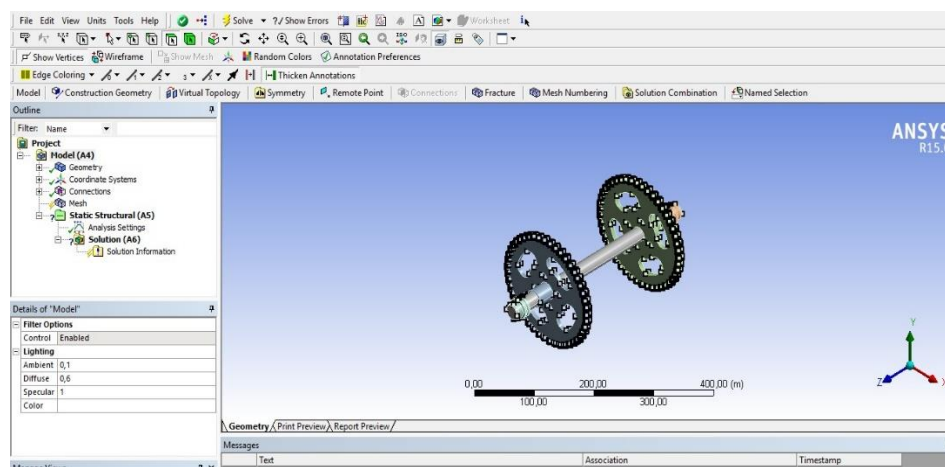 File Edit View Units Tools Help Solve ?/ Show Errors A Worksheet
Show Vertices Wireframe Show Mesh Random Colors Annotation Preferences
Edge Coloring Thicken Annotations
Model Construction Geometry Virtual Topology Symmetry Remote Point Connections Fracture Mesh Numbering Solution Combination Named Selection
Outline
Filter: Name
Project
Model (A4)
Geometry
Coordinate Systems
Connections
Mesh
Static Structural (A5)
Analysis Settings
Solution (A6)
Solution Information
ANSYS
R15.0
Details of "Model"
Filter Options
Control Enabled
Lighting
Ambient 0,1
Diffuse 0,6
Specular 1
Color
Y
Z X
0,00 200,00 400,00 (m)
100,00 300,00
Geometry Print Preview Report Preview
Messages
Text Association Timestamp